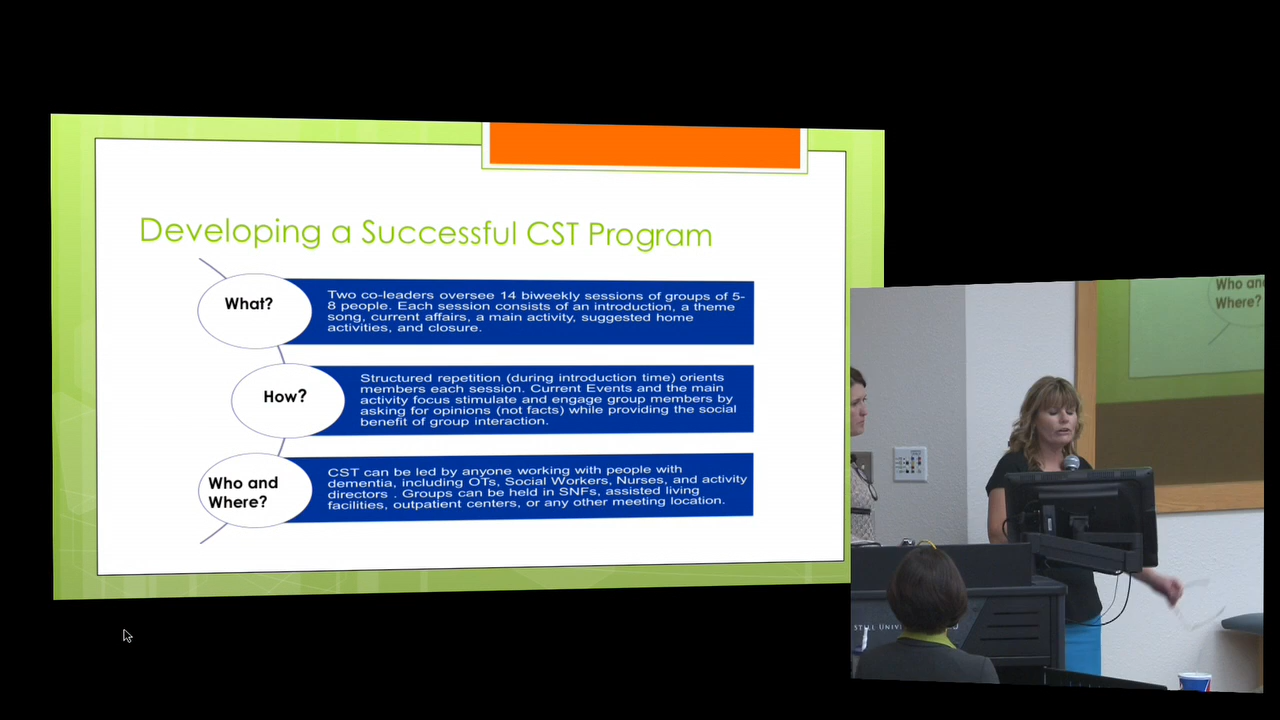 Developing a Successful CST Program
What?
Two co-leaders oversee 14 biweekly sessions of groups of 5-
8 people. Each session consists of an introduction, a theme
song, current affairs, a main activity, suggested home
activities, and closure.
How?
Structured repetition (during introduction time) orients
members each session. Current Events and the main
activity focus stimulate and engage group members by
asking for opinions (not facts) while providing the social
benefit of group interaction.
Who and
Where?
CST can be led by anyone working with people with
dementia, including OTs, Social Workers, Nurses, and activity
directors . Groups can be held in SNFs, assisted living
facilities, outpatient centers, or any other meeting location.
Who and
Where?
STILL UNIV